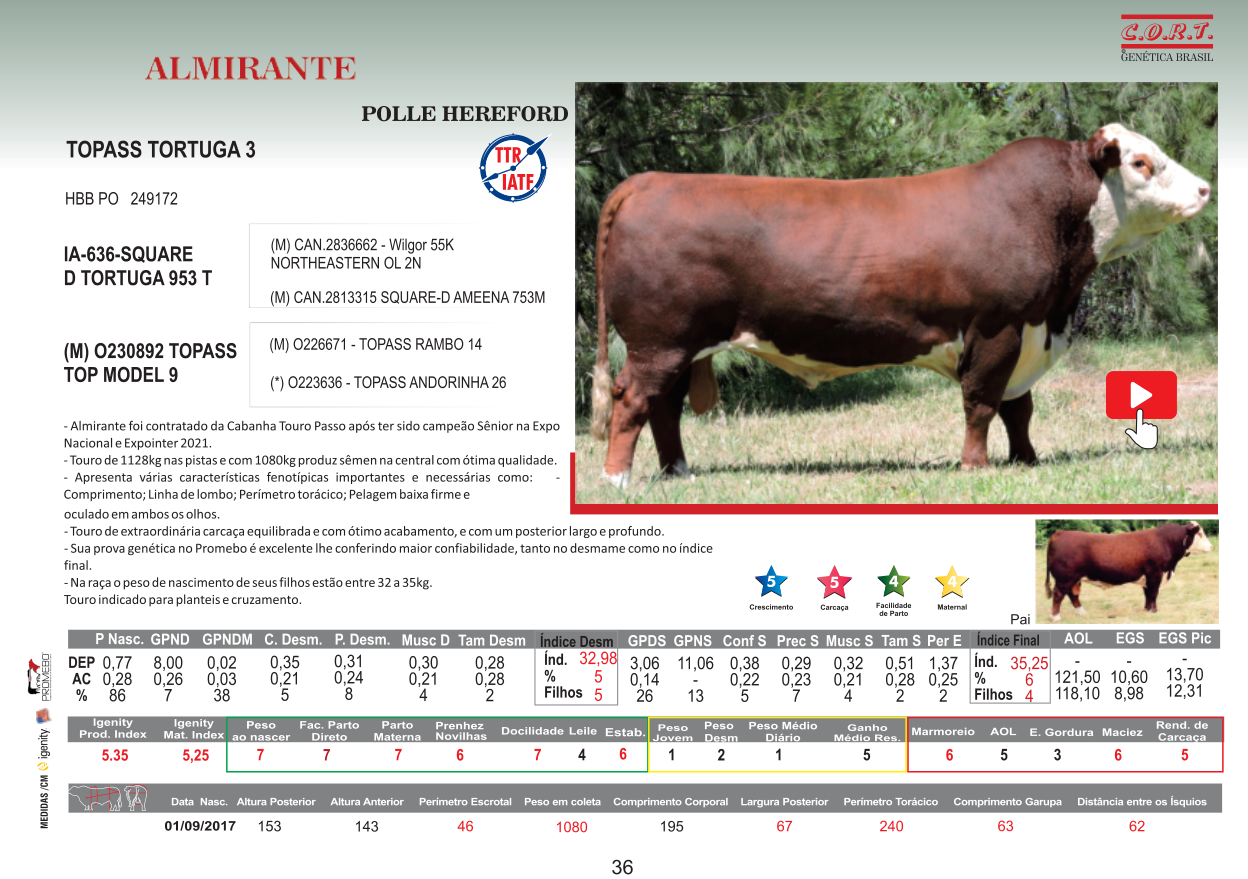 C.O.R.T.
GENÉTICA BRASIL
ALMIRANTE
POLLE HEREFORD
TOPASS TORTUGA 3
TTR
IATF
HBB PO 249172
IA-636-SQUARE
D TORTUGA 953 T
(M) CAN.2836662 - Wilgor 55K
NORTHEASTERN OL 2N
(M) CAN.2813315 SQUARE-D AMEENA 753M
(M) O230892 TOPASS
TOP MODEL 9
(M) O226671 - TOPASS RAMBO 14
(*) O223636 - TOPASS ANDORINHA 26
- Almirante foi contratado da Cabanha Touro Passo após ter sido campeão Sênior na Expo
Nacional e Expointer 2021.
- Touro de 1128kg nas pistas e com 1080kg produz sêmen na central com ótima qualidade.
- Apresenta várias características fenotípicas importantes e necessárias como: -
Comprimento; Linha de lombo; Perímetro torácico; Pelagem baixa firme e
oculado em ambos os olhos.
- Touro de extraordinária carcaça equilibrada e com ótimo acabamento, e com um posterior largo e profundo.
- Sua prova genética no Promebo é excelente lhe conferindo maior confiabilidade, tanto no desmame como no índice
final.
- Na raça o peso de nascimento de seus filhos estão entre 32 a 35kg.
Touro indicado para planteis e cruzamento.
5 5 4 4
Crescimento Carcaça Facilidade de Parto Maternal
Pai
P Nasc. GPND GPNDM C. Desm. P. Desm. Musc D Tam Desm Índice Desm GPDS GPNS Conf S Prec S Musc S Tam S Per E Índice Final AOL EGS EGS Pic
DEP 0,77 8,00 0,02 0,35 0,31 0,30 0,28 Índ. 32,98 3,06 11,06 0,38 0,29 0,32 0,51 1,37 Índ. 35,25 - - -
AC 0,28 0,26 0,03 0,21 0,24 0,21 0,28 % 5 0,14 - 0,22 0,23 0,21 0,28 0,25 % 6 121,50 10,60 13,70
% 86 7 38 5 8 4 2 Filhos 5 26 13 5 7 4 2 2 Filhos 4 118,10 8,98 12,31
PROMEBO
Igenity Prod. Index Igenity Mat. Index Peso ao nascer Fac. Parto Direto Parto Materna Prenhez Novilhas Docilidade Leile Estab. Peso Jovem Peso Desm Peso Médio Diário Ganho Médio Res. Marmoreio AOL E. Gordura Maciez Rend. de Carcaça
5.35 5,25 7 7 7 6 7 4 6 1 2 1 5 6 5 3 6 5
igenity
MEDIDAS /CM
Data Nasc. Altura Posterior Altura Anterior Perímetro Escrotal Peso em coleta Comprimento Corporal Largura Posterior Perímetro Torácico Comprimento Garupa Distância entre os Ísquios
01/09/2017 153 143 46 1080 195 67 240 63 62
36